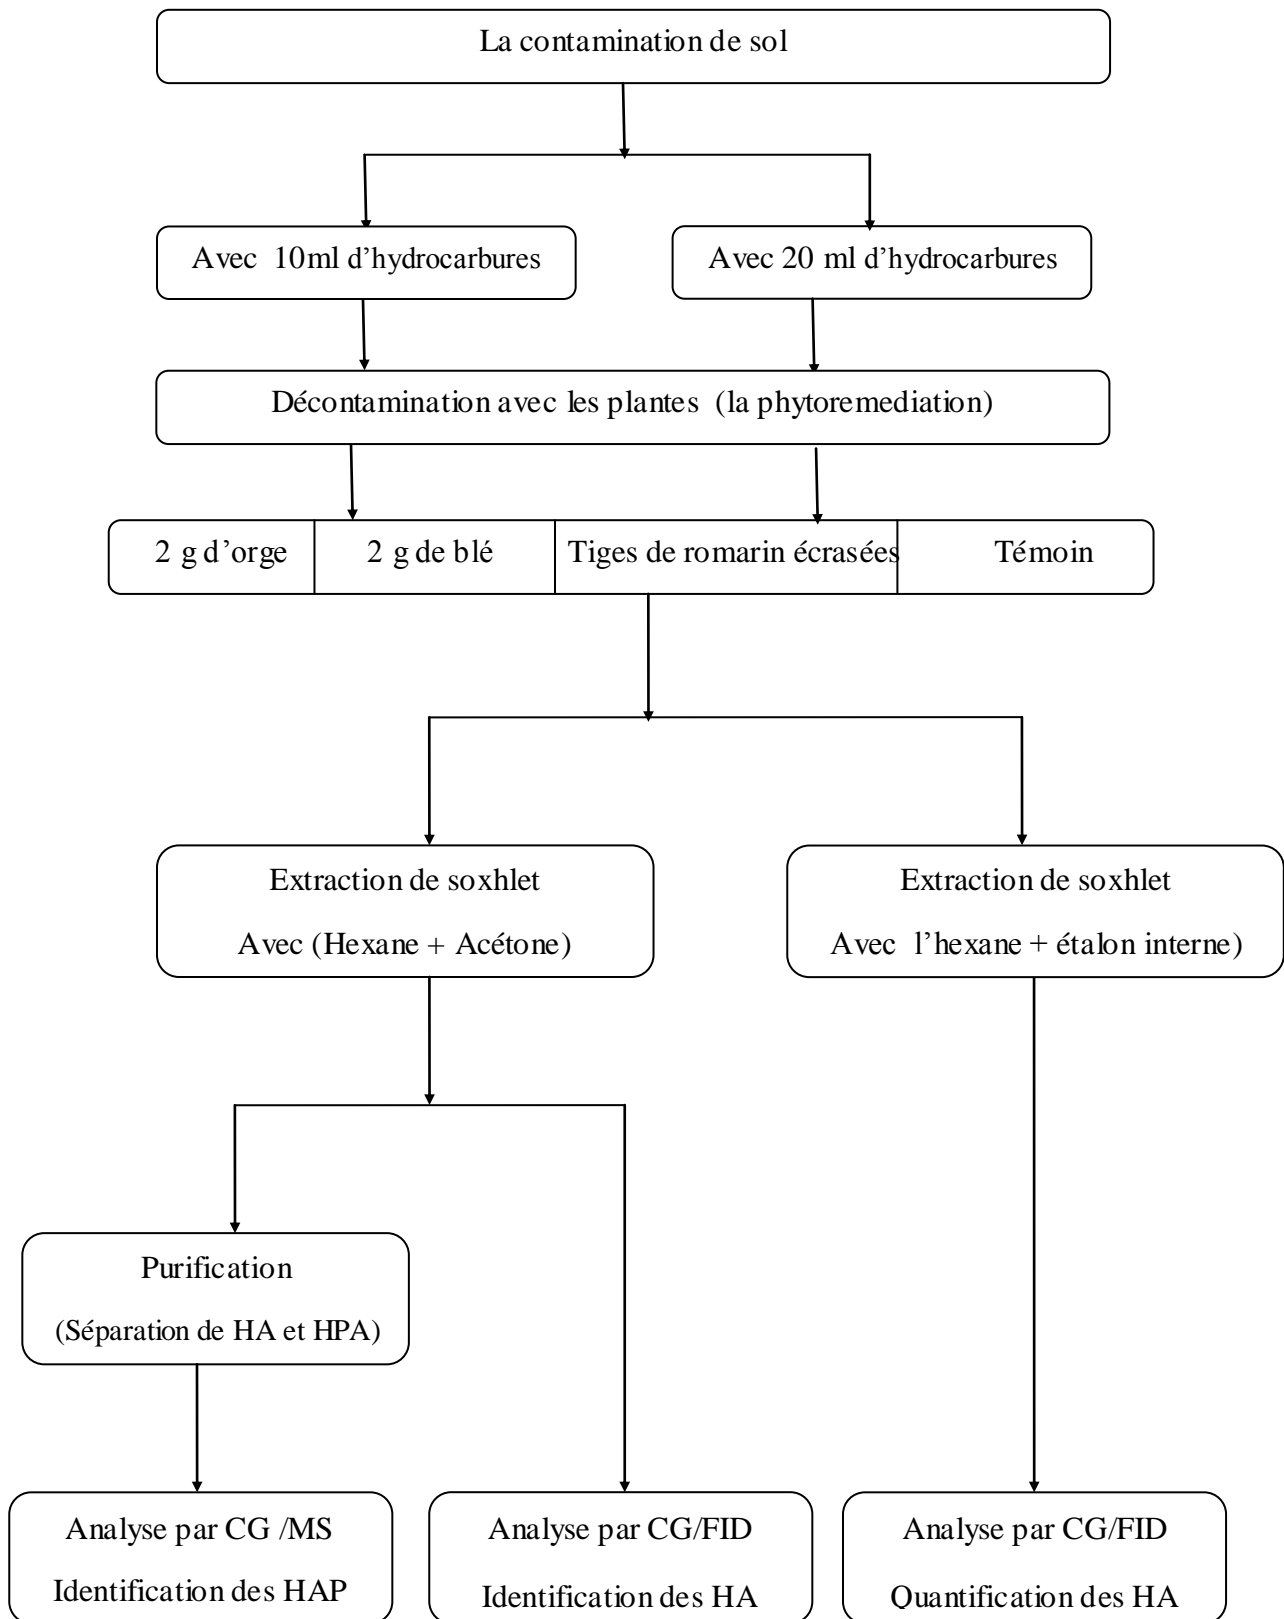 La contamination de sol
Avec 10ml d’hydrocarbures
Avec 20 ml d’hydrocarbures
Décontamination avec les plantes (la phytoremediation)
2 g d’orge
2 g de blé
Tiges de romarin écrasées
Témoin
Extraction de soxhlet
Avec (Hexane + Acétone)
Extraction de soxhlet
Avec l’hexane + étalon interne)
Purification
(Séparation de HA et HPA)
Analyse par CG /MS
Identification des HAP
Analyse par CG/FID
Identification des HA
Analyse par CG/FID
Quantification des HA